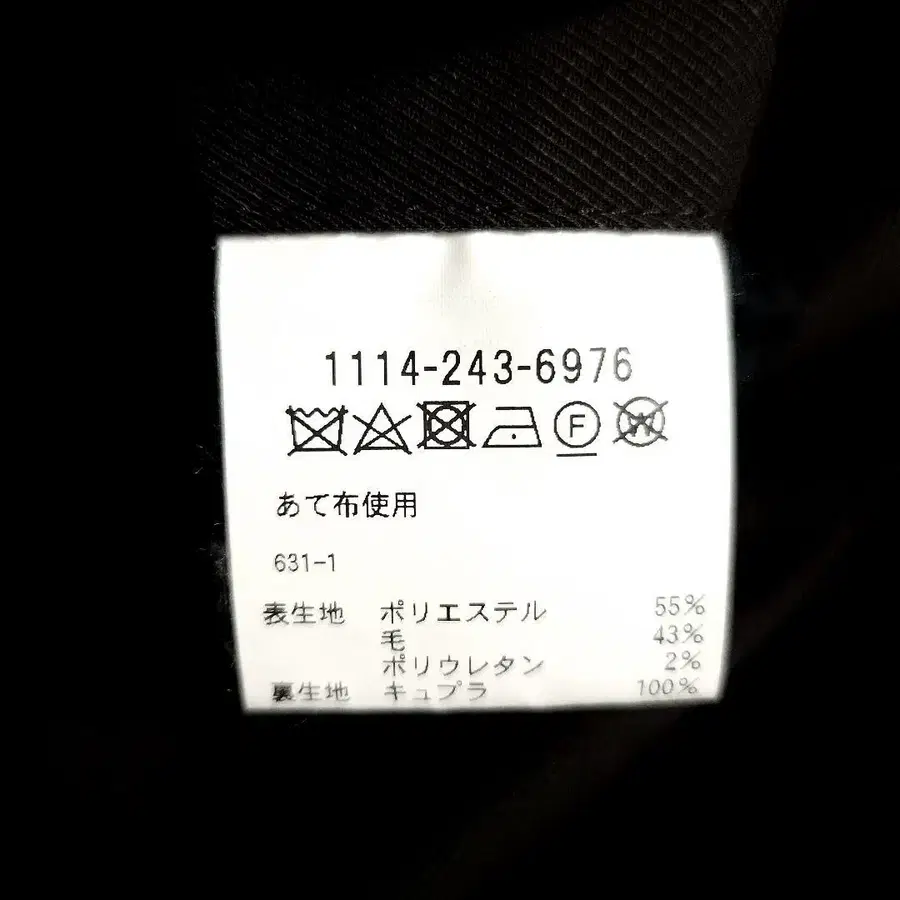 1114-243-6976
F W
あて布使用
631-1
表生地 ポリエステル 55%
毛 43%
ポリウレタン 2%
裏生地 キュプラ 100%